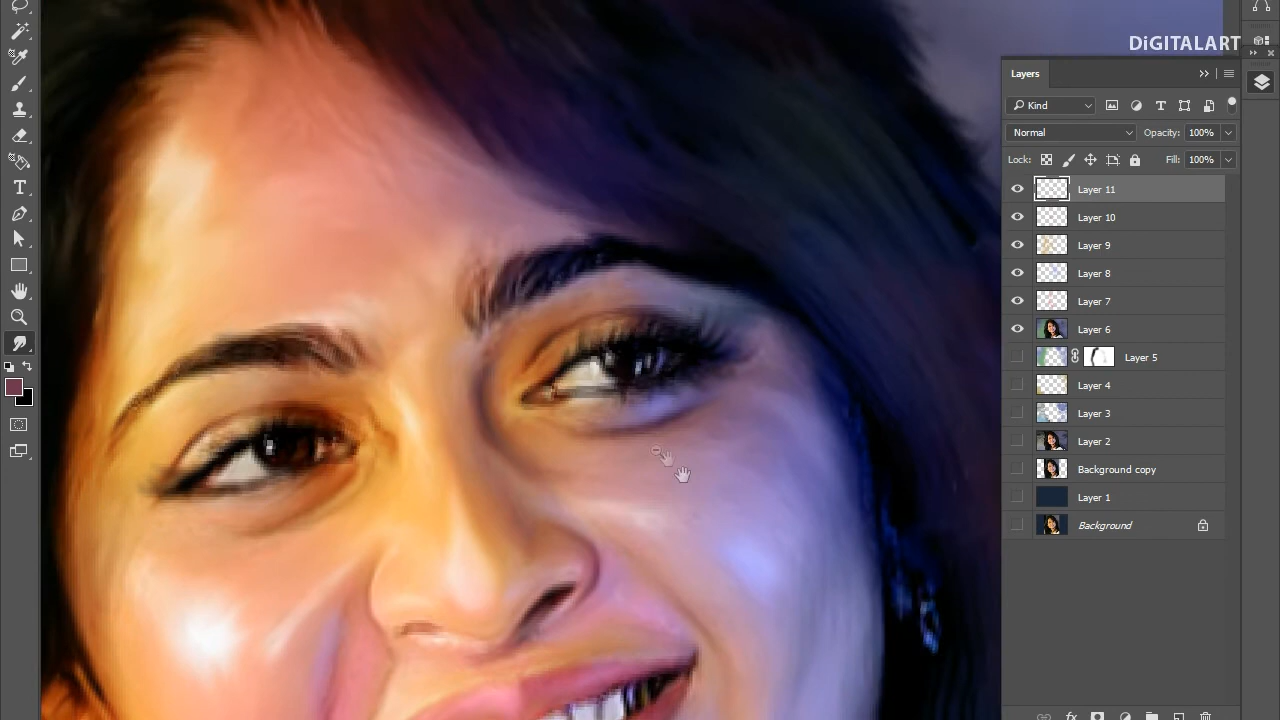 DiGITALART
Layers
Kind
Normal
Opacity: 100%
Lock:
Fill: 100%
Layer 11
Layer 10
Layer 9
Layer 8
Layer 7
Layer 6
Layer 5
Layer 4
Layer 3
Layer 2
Background copy
Layer 1
Background
fx